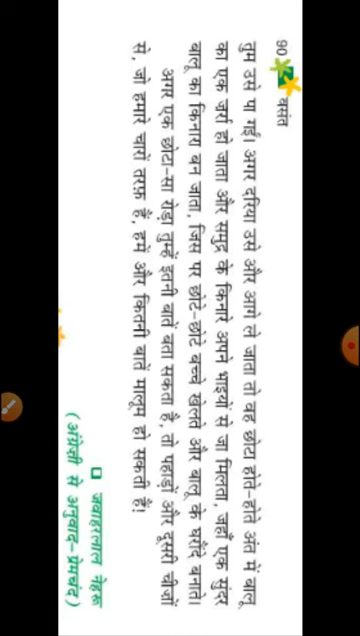 90 वसंत
तुम उसे पा गईं। अगर दरिया उसे और आगे ले जाता तो वह छोटा होते-होते अंत में बालू
का एक ज़र्रा हो जाता और समुद्र के किनारे अपने भाइयों से जा मिलता, जहाँ एक सुंदर
बालू का किनारा बन जाता, जिस पर छोटे-छोटे बच्चे खेलते और बालू के घरौंदे बनाते।
अगर एक छोटा-सा रोड़ा तुम्हें इतनी बातें बता सकता है, तो पहाड़ों और दूसरी चीज़ों
से, जो हमारे चारों तरफ़ हैं, हमें और कितनी बातें मालूम हो सकती हैं!
❑ जवाहरलाल नेहरू
(अंग्रेज़ी से अनुवाद-प्रेमचंद)